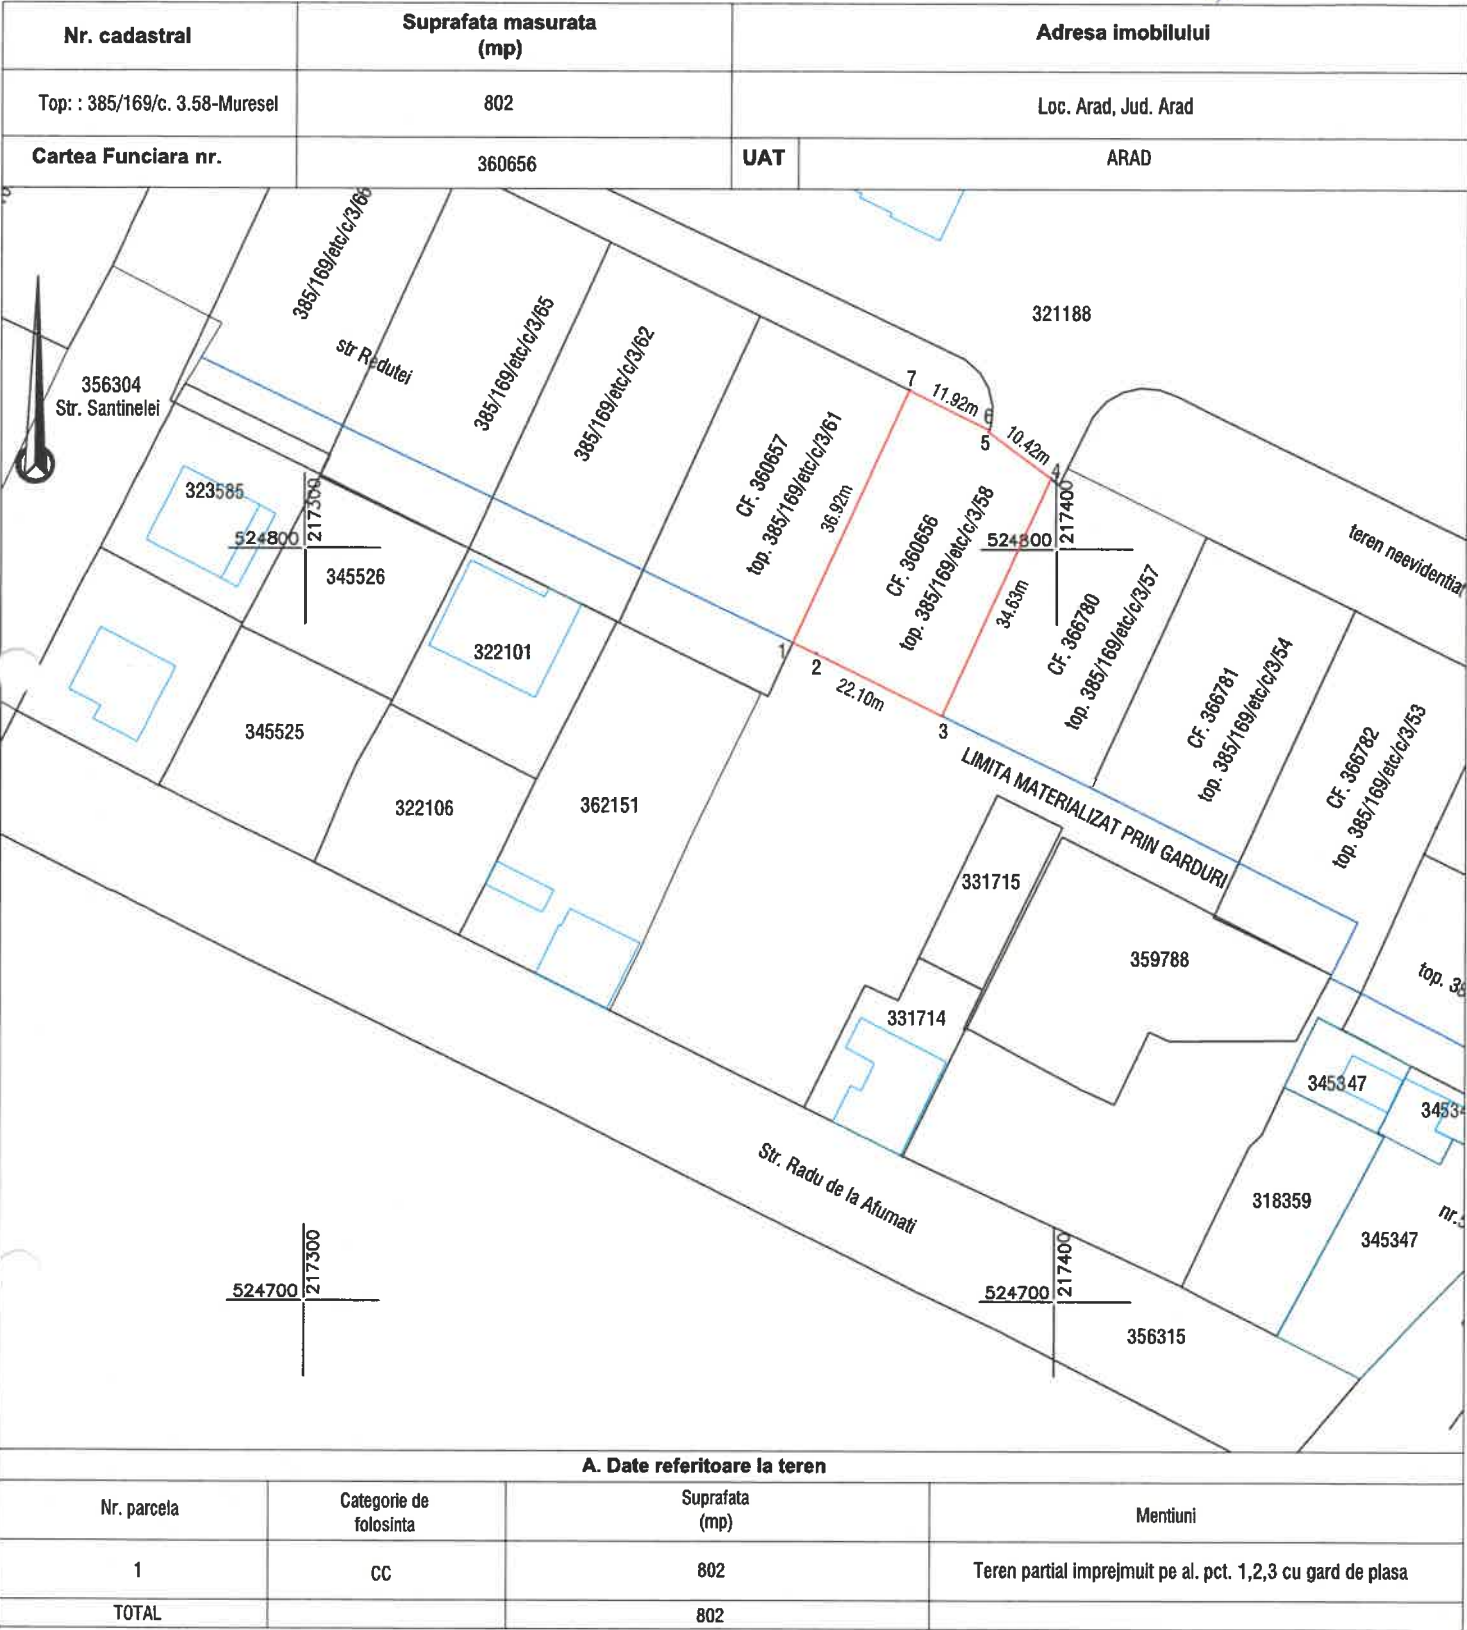 Nr. cadastral
Suprafata masurata
(mp)
Adresa imobilului
Top: : 385/169/c. 3.58-Muresel
802
Loc. Arad, Jud. Arad
Cartea Funciara nr.
360656
UAT
ARAD
385/169/etc/c/3/66
385/169/etc/c/3/65
385/169/etc/c/3/62
321188
str Redutei
356304
Str. Santinelei
7
11.92m
6
5
10.42m
4
CF. 360657
top. 385/169/etc/c/3/61
36.92m
CF. 360656
top. 385/169/etc/c/3/58
34.63m
323585
524800
217300
345526
524800
217400
teren neevidentiat
CF. 366780
top. 385/169/etc/c/3/57
CF. 366781
top. 385/169/etc/c/3/54
CF. 366782
top. 385/169/etc/c/3/53
322101
1
2
22.10m
3
345525
LIMITA MATERIALIZAT PRIN GARDURI
322106
362151
331715
359788
top. 38
331714
345347
4534
Str. Radu de la Afumati
318359
nr.
345347
524700
217300
524700
217400
356315
A. Date referitoare la teren
Nr. parcela
Categorie de
folosinta
Suprafata
(mp)
Mentiuni
1
CC
802
Teren partial imprejmuit pe al. pct. 1,2,3 cu gard de plasa
TOTAL
802